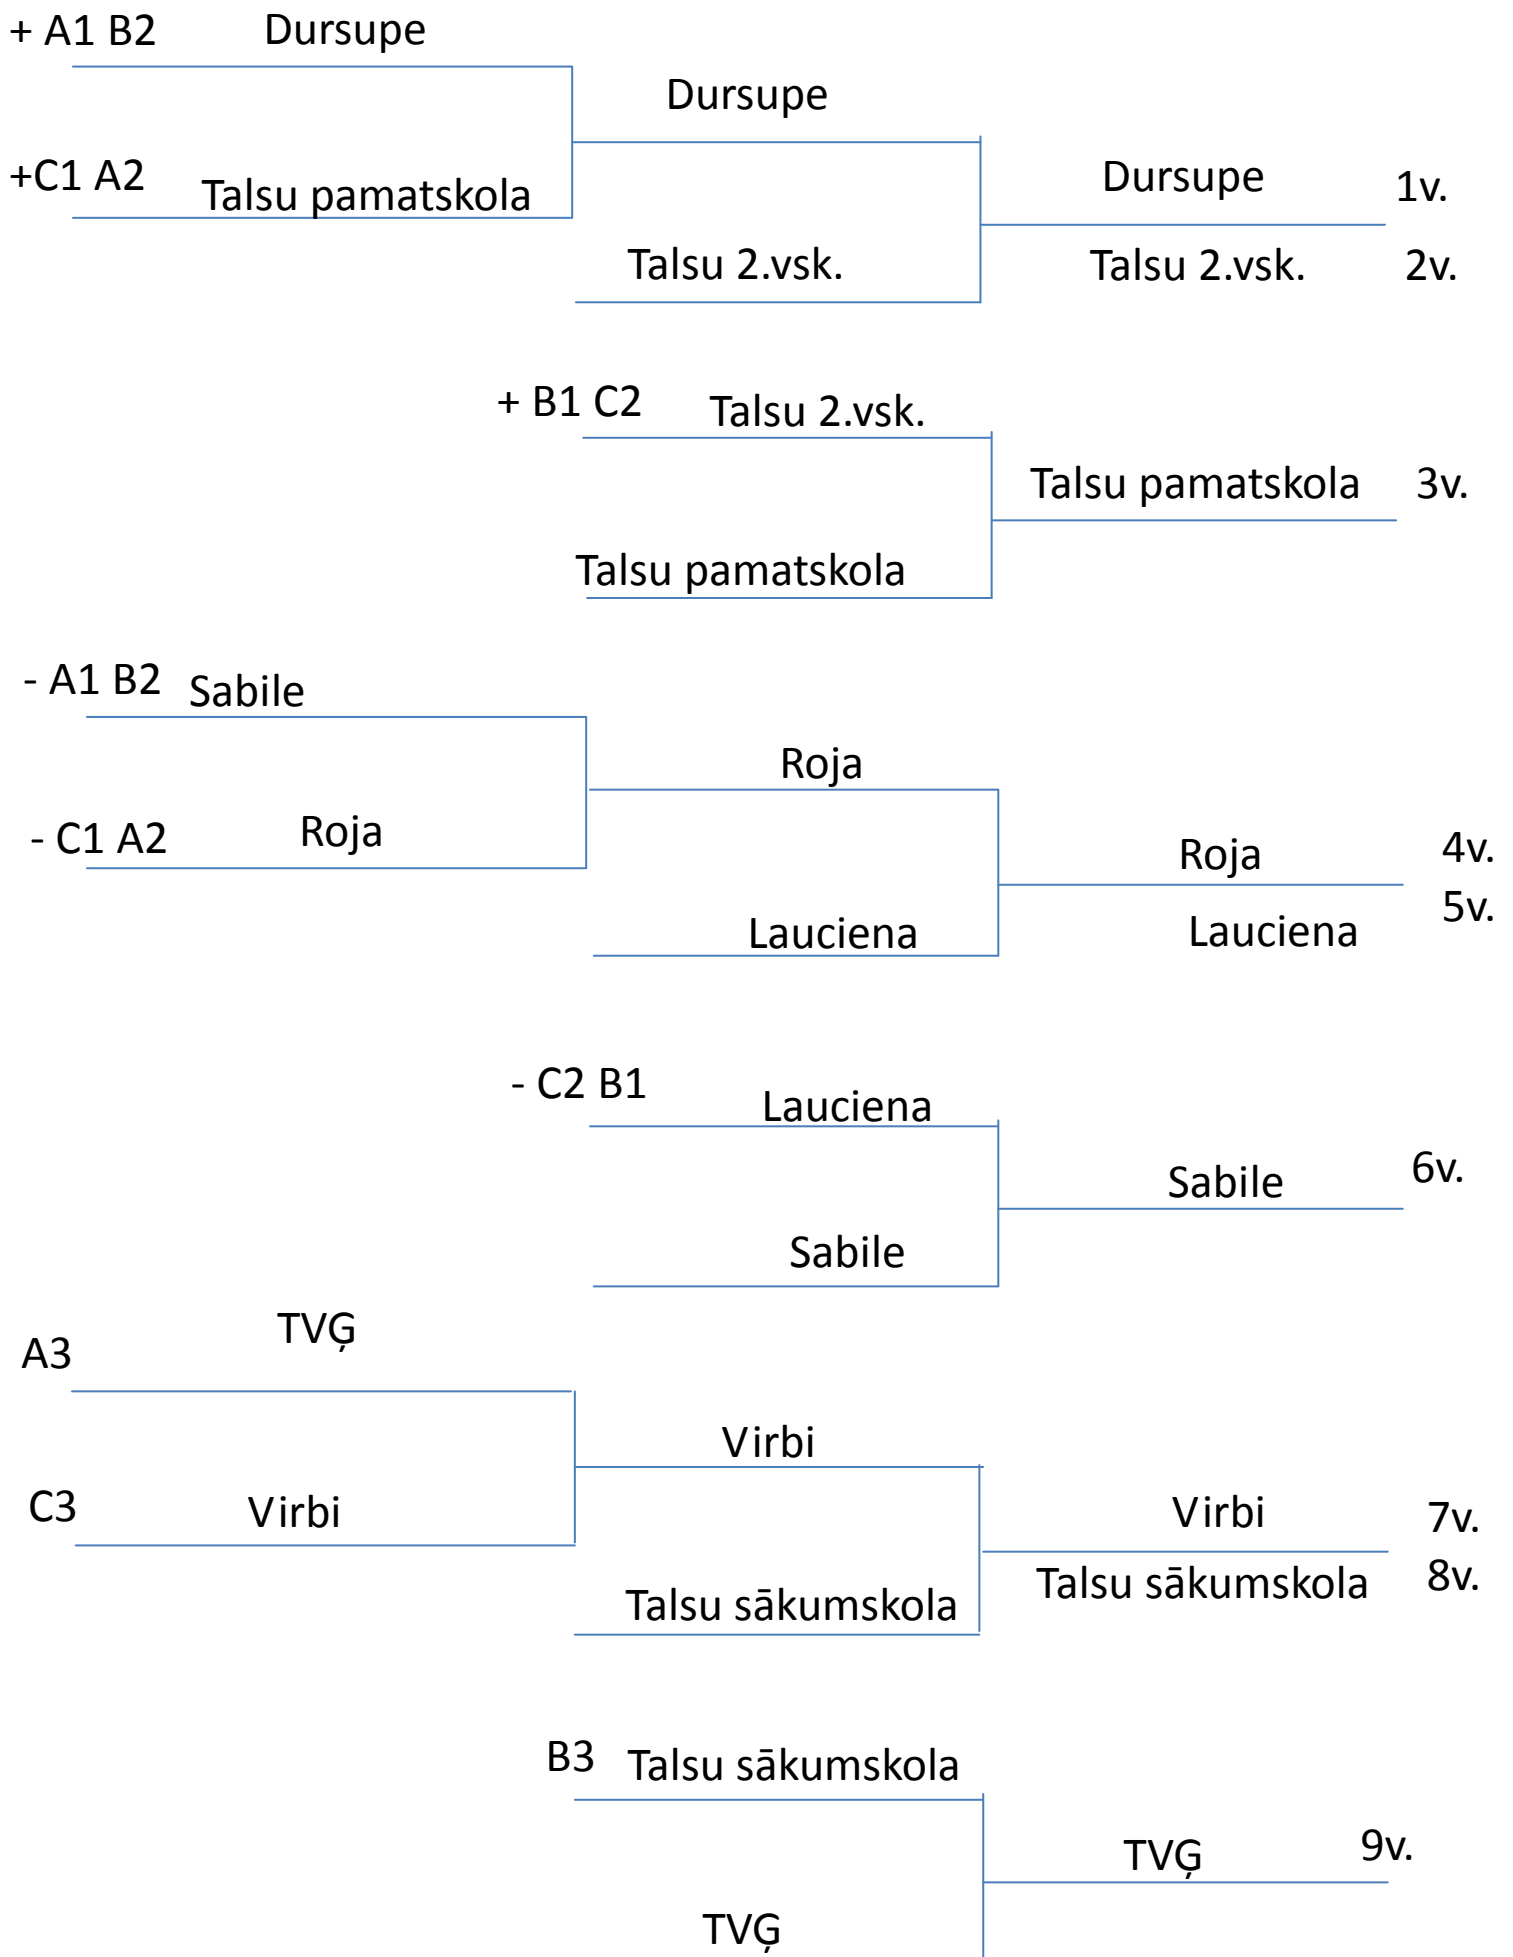 + A1 B2 Dursupe
Dursupe
+C1 A2 Talsu pamatskola
Dursupe 1v.
Talsu 2.vsk.
Talsu 2.vsk. 2v.
+ B1 C2 Talsu 2.vsk.
Talsu pamatskola 3v.
Talsu pamatskola
- A1 B2 Sabile
Roja
- C1 A2 Roja
Roja 4v.
5v.
Lauciena
Lauciena
- C2 B1 Lauciena
Sabile 6v.
Sabile
A3 TVĢ
Virbi
C3 Virbi
Virbi 7v.
Talsu sākumskola 8v.
Talsu sākumskola
B3 Talsu sākumskola
TVĢ 9v.
TVĢ